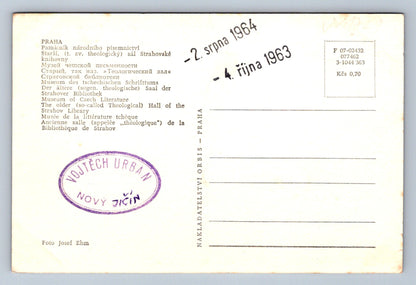 PRAHA
Památník národního písemnictví
Starší, (t. zv. theologický) sál Strahovské
knihovny
Музей чешской письменности
Старый, так наз. «Теологический зал»
Страговской библиотеки
Museum des tschechischen Schrifttums
Der ältere (sogen. theologische) Saal der
Strahover Bibliothek
Museum of Czech Literature
The older (so-called Theological) Hall of the
Strahov Library
Musée de la littérature tchèque
Ancienne salle (appelée „théologique") de la
Bibliothèque de Strahov
-2. srpna 1964
-4. října 1963
F 07-03432
077462
3-1044 363
Kčs 0,70
VOJTĚCH URBAN
NOVÝ JIČÍN
NAKLADATELSTVÍ ORBIS - PRAHA
Foto Josef Ehm